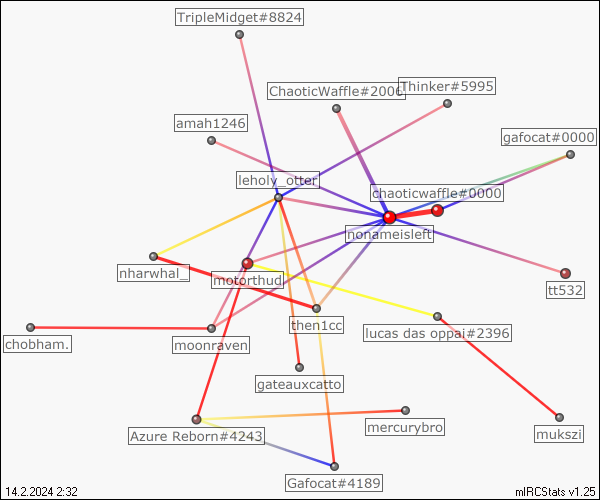 TripleMidget#8824
ChaoticWaffle#2006
Thinker#5995
amah1246
gafocat#0000
leholy_otter
chaoticwaffle#0000
nonameisleft
nharwhal_
motorthud
tt532
then1cc
lucas das oppai#2396
chobham.
moonraven
gateauxcatto
Azure Reborn#4243
mercurybro
mukszi
Gafocat#4189
14.2.2024 2:32
mIRCStats v1.25